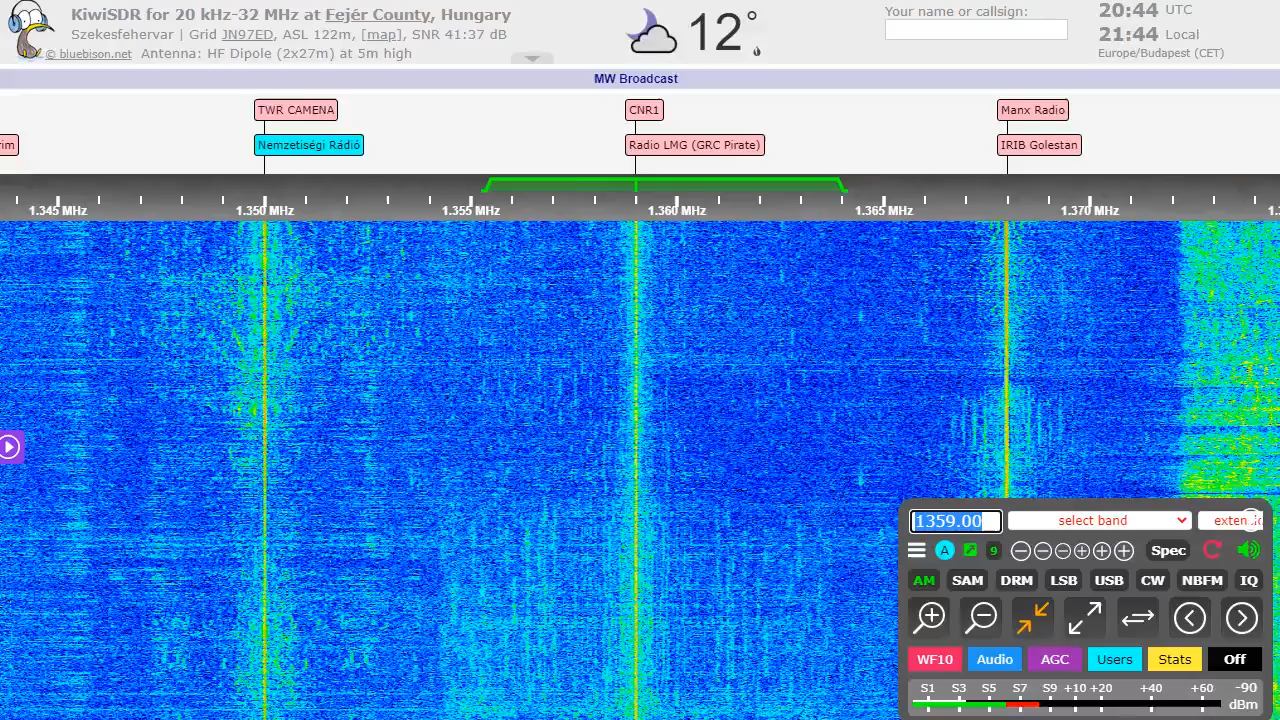 KiwiSDR for 20 kHz-32 MHz at Fejér County, Hungary
Szekesfehervar | Grid JN97ED, ASL 122m, [map], SNR 41:37 dB
© bluebison.net Antenna: HF Dipole (2x27m) at 5m high
12°
Your name or callsign:
20:44 UTC
21:44 Local
Europe/Budapest (CET)
MW Broadcast
TWR CAMENA CNR1 Manx Radio
rim Nemzetiségi Rádió Radio LMG (GRC Pirate) IRIB Golestan
1.345 MHz 1.350 MHz 1.355 MHz 1.360 MHz 1.365 MHz 1.370 MHz
1359.00 select band
A 9 Spec
AM SAM DRM LSB USB CW NBFM IQ
WF10 Audio AGC Users Stats Off
S1 S3 S5 S7 S9 +10 +20 +40 +60 -90
dBm